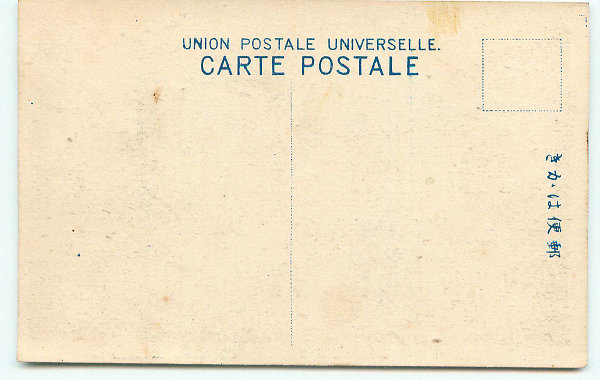 UNION POSTALE UNIVERSELLE.
CARTE POSTALE
きかは便郵